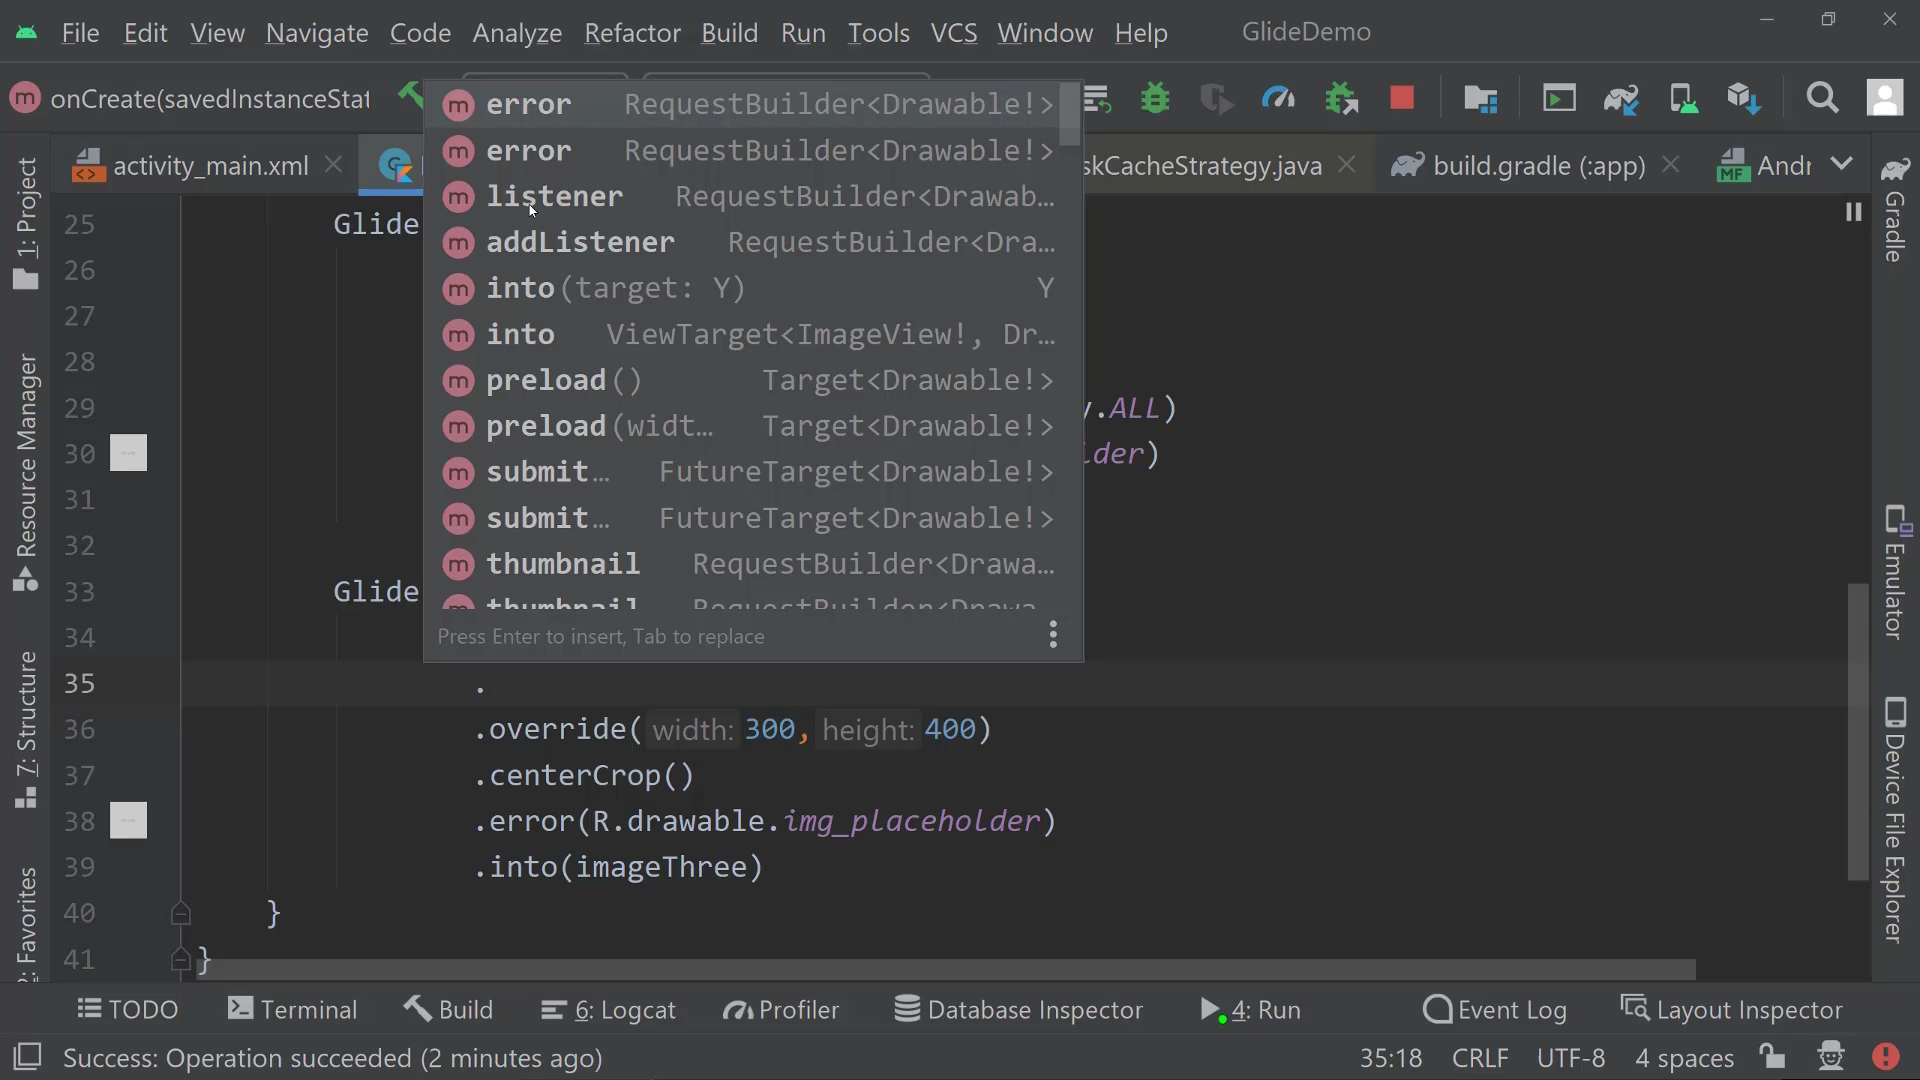 File Edit View Navigate Code Analyze Refactor Build Run Tools VCS Window Help GlideDemo
onCreate(savedInstanceStat
activity_main.xml
skCacheStrategy.java
build.gradle (:app)
Andr
error RequestBuilder<Drawable!>
error RequestBuilder<Drawable!>
listener RequestBuilder<Drawab...
addListener RequestBuilder<Dra...
into(target: Y) Y
into ViewTarget<ImageView!, Dr...
preload() Target<Drawable!>
preload(widt... Target<Drawable!>
submit... FutureTarget<Drawable!>
submit... FutureTarget<Drawable!>
thumbnail RequestBuilder<Drawa...
thumbnail RequestBuilder<Drawa
Press Enter to insert, Tab to replace
25 Glide
26
27
28
29 y.ALL)
30 lder)
31
32
33 Glide
34
35 .
36 .override( width: 300, height: 400)
37 .centerCrop()
38 .error(R.drawable.img_placeholder)
39 .into(imageThree)
40 }
41 }
1: Project
Resource Manager
7: Structure
2: Favorites
Gradle
Emulator
Device File Explorer
TODO Terminal Build 6: Logcat Profiler Database Inspector 4: Run Event Log Layout Inspector
Success: Operation succeeded (2 minutes ago) 35:18 CRLF UTF-8 4 spaces